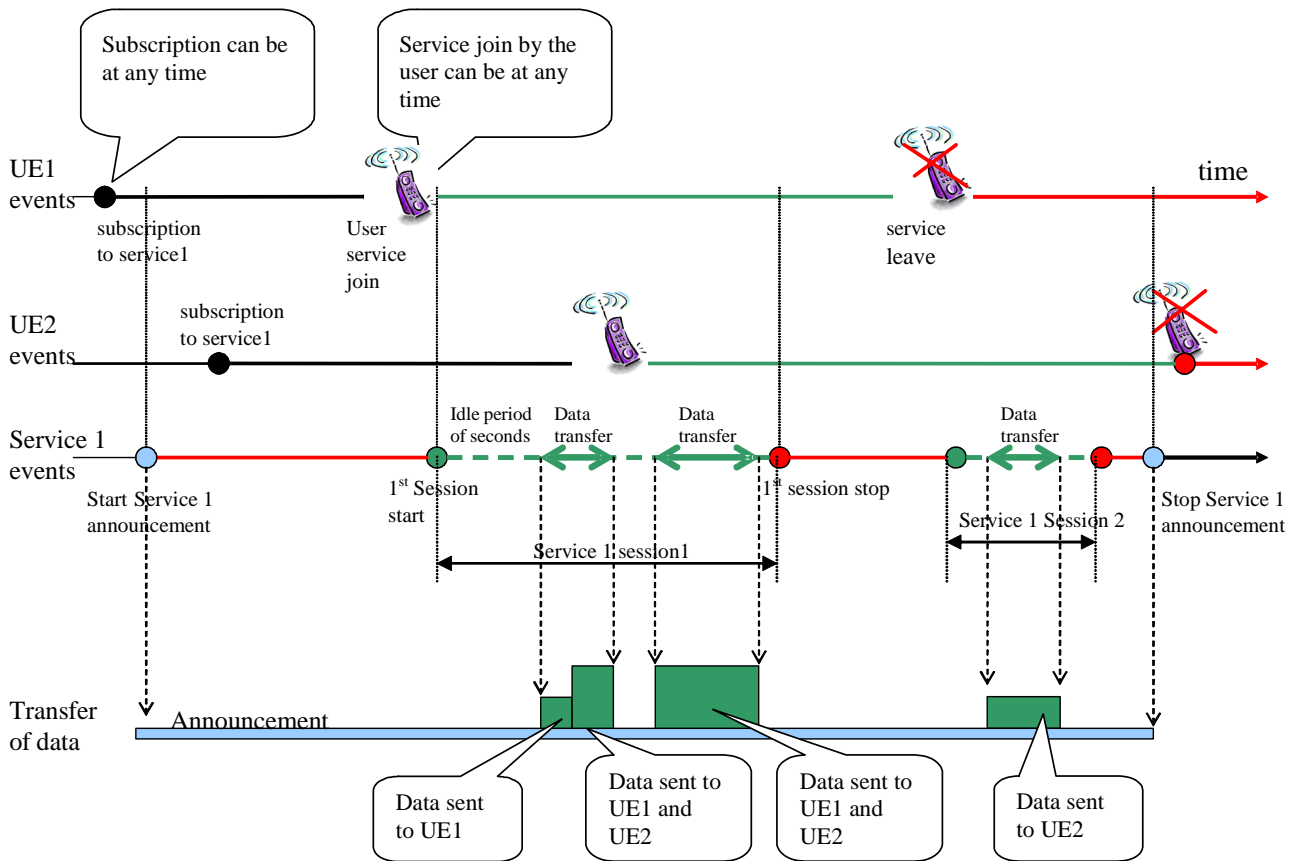 Subscription can be
at any time
Service join by the
user can be at any
time
UE1
events
time
subscription
to service1
User
service
join
service
leave
UE2
events
subscription
to service1
Service 1
events
Idle period
of seconds
Data
transfer
Data
transfer
Data
transfer
Start Service 1
announcement
1st Session
start
1st session stop
Service 1 Session 2
Stop Service 1
announcement
Service 1 session1
Transfer
of data
Announcement
Data sent
to UE1
Data sent to
UE1 and
UE2
Data sent to
UE1 and
UE2
Data sent
to UE2